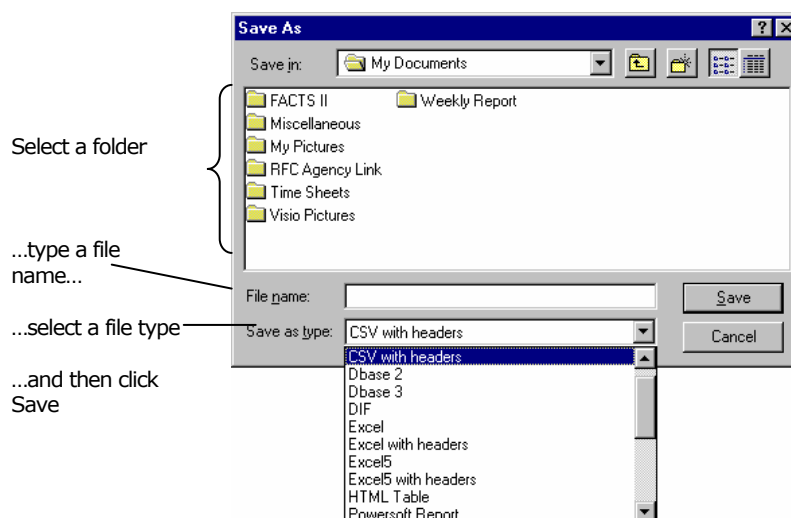 Save As
Save in:
My Documents
FACTS II
Weekly Report
Miscellaneous
My Pictures
RFC Agency Link
Time Sheets
Visio Pictures
Select a folder
...type a file
name...
File name:
Save
...select a file type
Save as type:
CSV with headers
Cancel
...and then click
Save
CSV with headers
Dbase 2
Dbase 3
DIF
Excel
Excel with headers
Excel5
Excel5 with headers
HTML Table
Powersoft Report